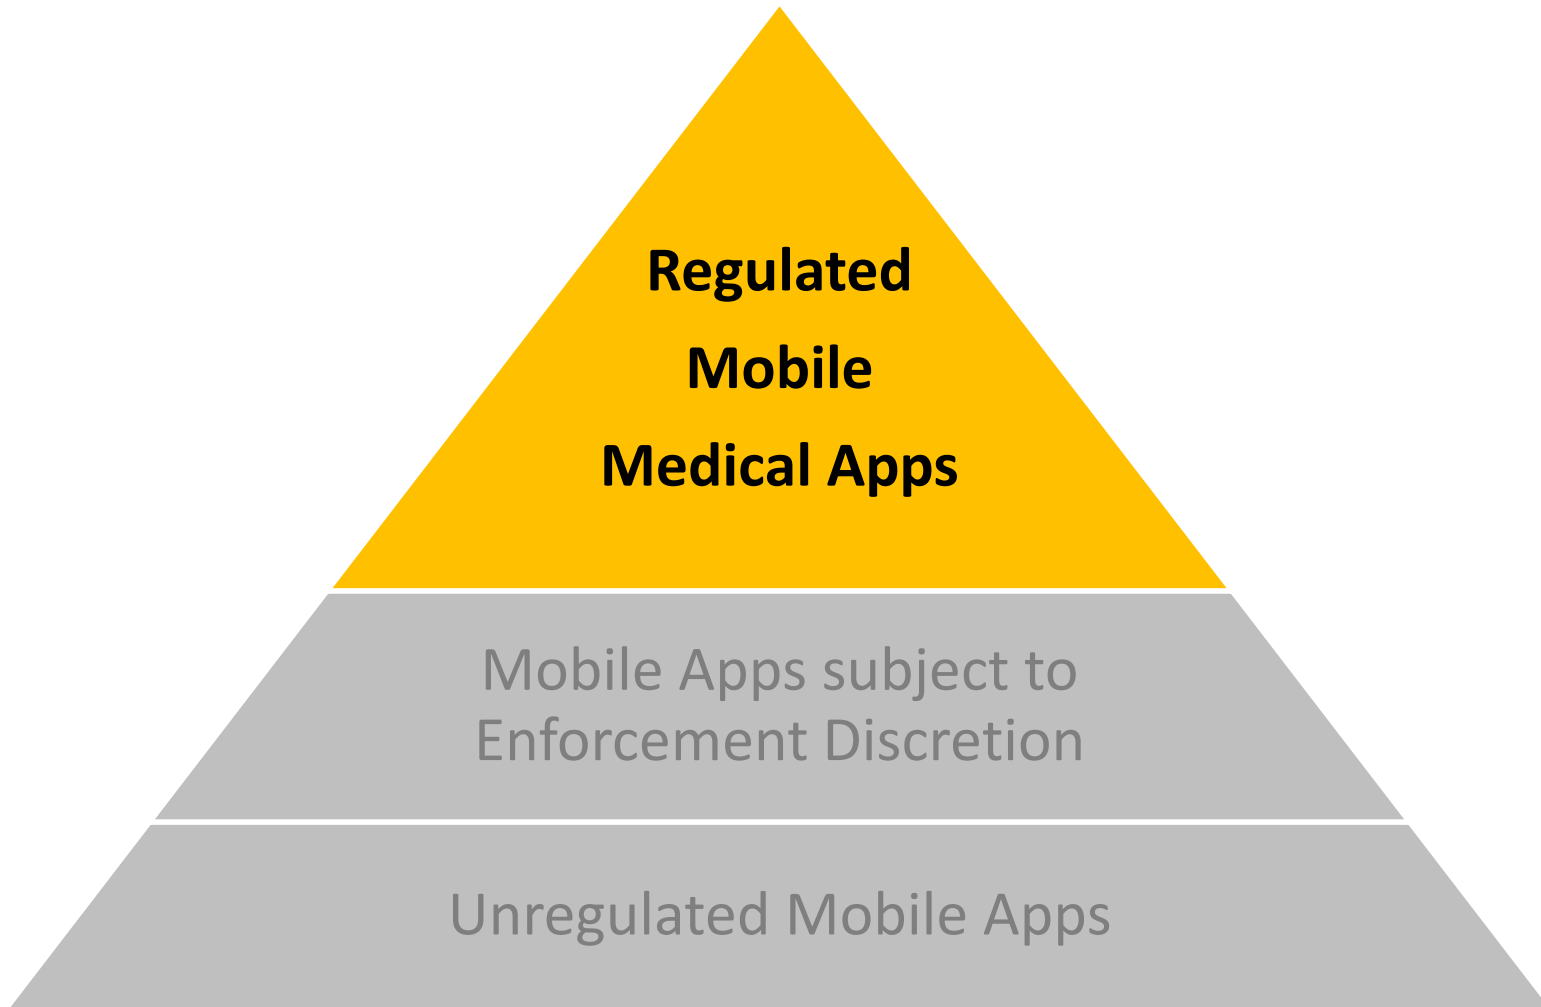 Regulated
Mobile
Medical Apps
Mobile Apps subject to
Enforcement Discretion
Unregulated Mobile Apps